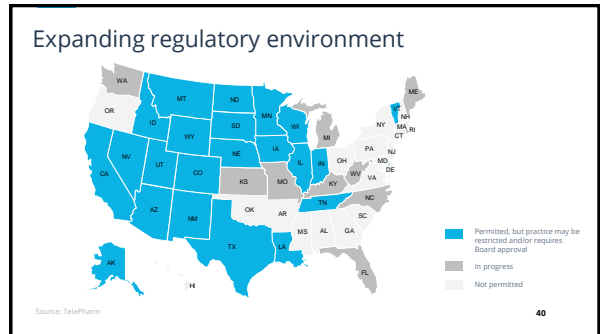 Expanding regulatory environment
WA
ME
MT
ND
VT
OR
MN
NH
ID
SD
WI
NY
MA
RI
WY
MI
CT
NE
IA
PA
NJ
NV
OH
MD
UT
IL
IN
DE
CA
CO
WV
VA
KS
MO
KY
NC
TN
AZ
OK
AR
SC
NM
MS
AL
GA
TX
LA
AK
HI
FL
Permitted, but practice may be
restricted and/or requires
Board approval
In progress
Not permitted
Source: TelePharm
40